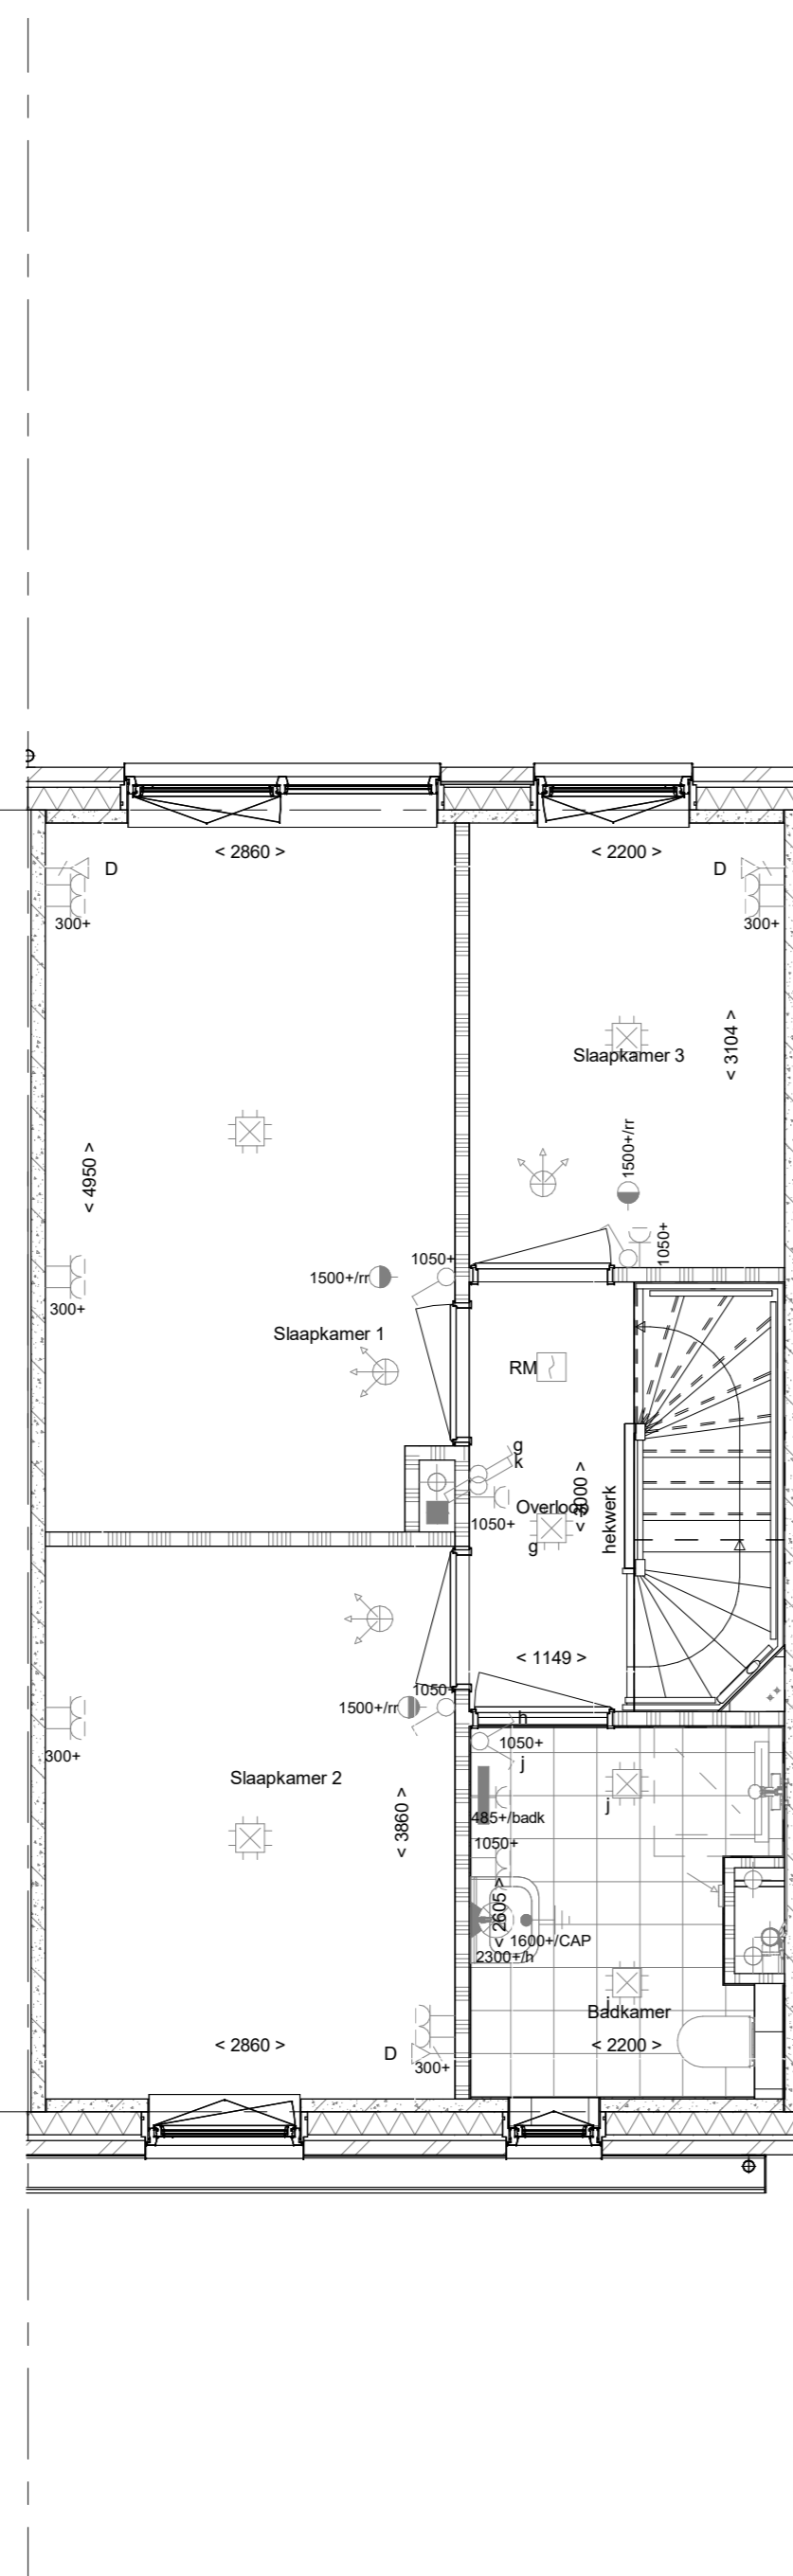 < 2860 >
< 2200 >
D
D
300+
300+
< 3104 >
Slaapkamer 3
1500+/rr
< 4950 >
1050+
1050+
1500+/rr
300+
Slaapkamer 1
RM
g
k
< 3000 >
Overloop
1050+
hekwerk
g
< 1149 >
1050+
1500+/rr
h
1050+
300+
j
Slaapkamer 2
j
485+/badk
< 3860 >
1050+
< 2605 >
1600+/CAP
2300+/h
j
Badkamer
< 2860 >
D
< 2200 >
300+